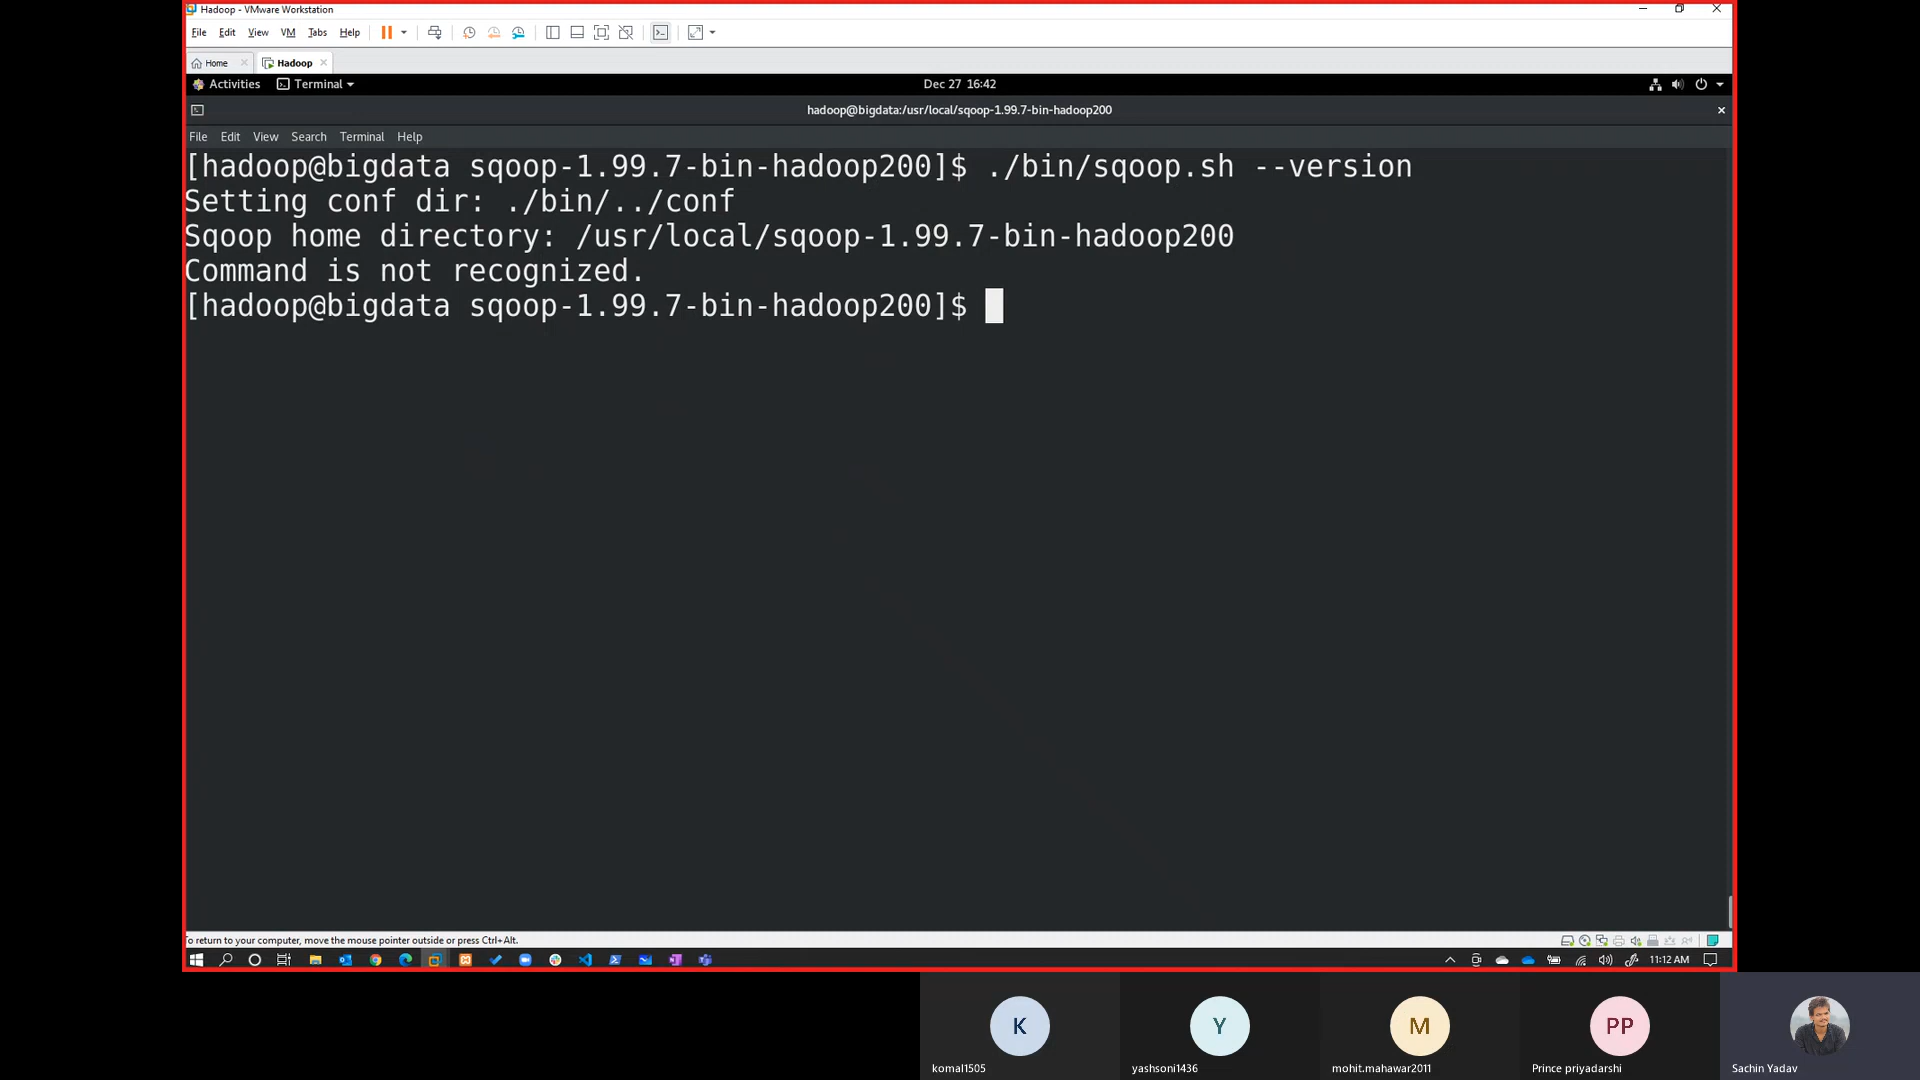 Hadoop - VMware Workstation
File Edit View VM Tabs Help
Home Hadoop
Activities Terminal Dec 27 16:42
hadoop@bigdata:/usr/local/sqoop-1.99.7-bin-hadoop200
File Edit View Search Terminal Help
[hadoop@bigdata sqoop-1.99.7-bin-hadoop200]$ ./bin/sqoop.sh --version
Setting conf dir: ./bin/../conf
Sqoop home directory: /usr/local/sqoop-1.99.7-bin-hadoop200
Command is not recognized.
[hadoop@bigdata sqoop-1.99.7-bin-hadoop200]$
To return to your computer, move the mouse pointer outside or press Ctrl+Alt.
11:12 AM
K Y M PP
komal1505 yashsoni1436 mohit.mahawar2011 Prince priyadarshi Sachin Yadav